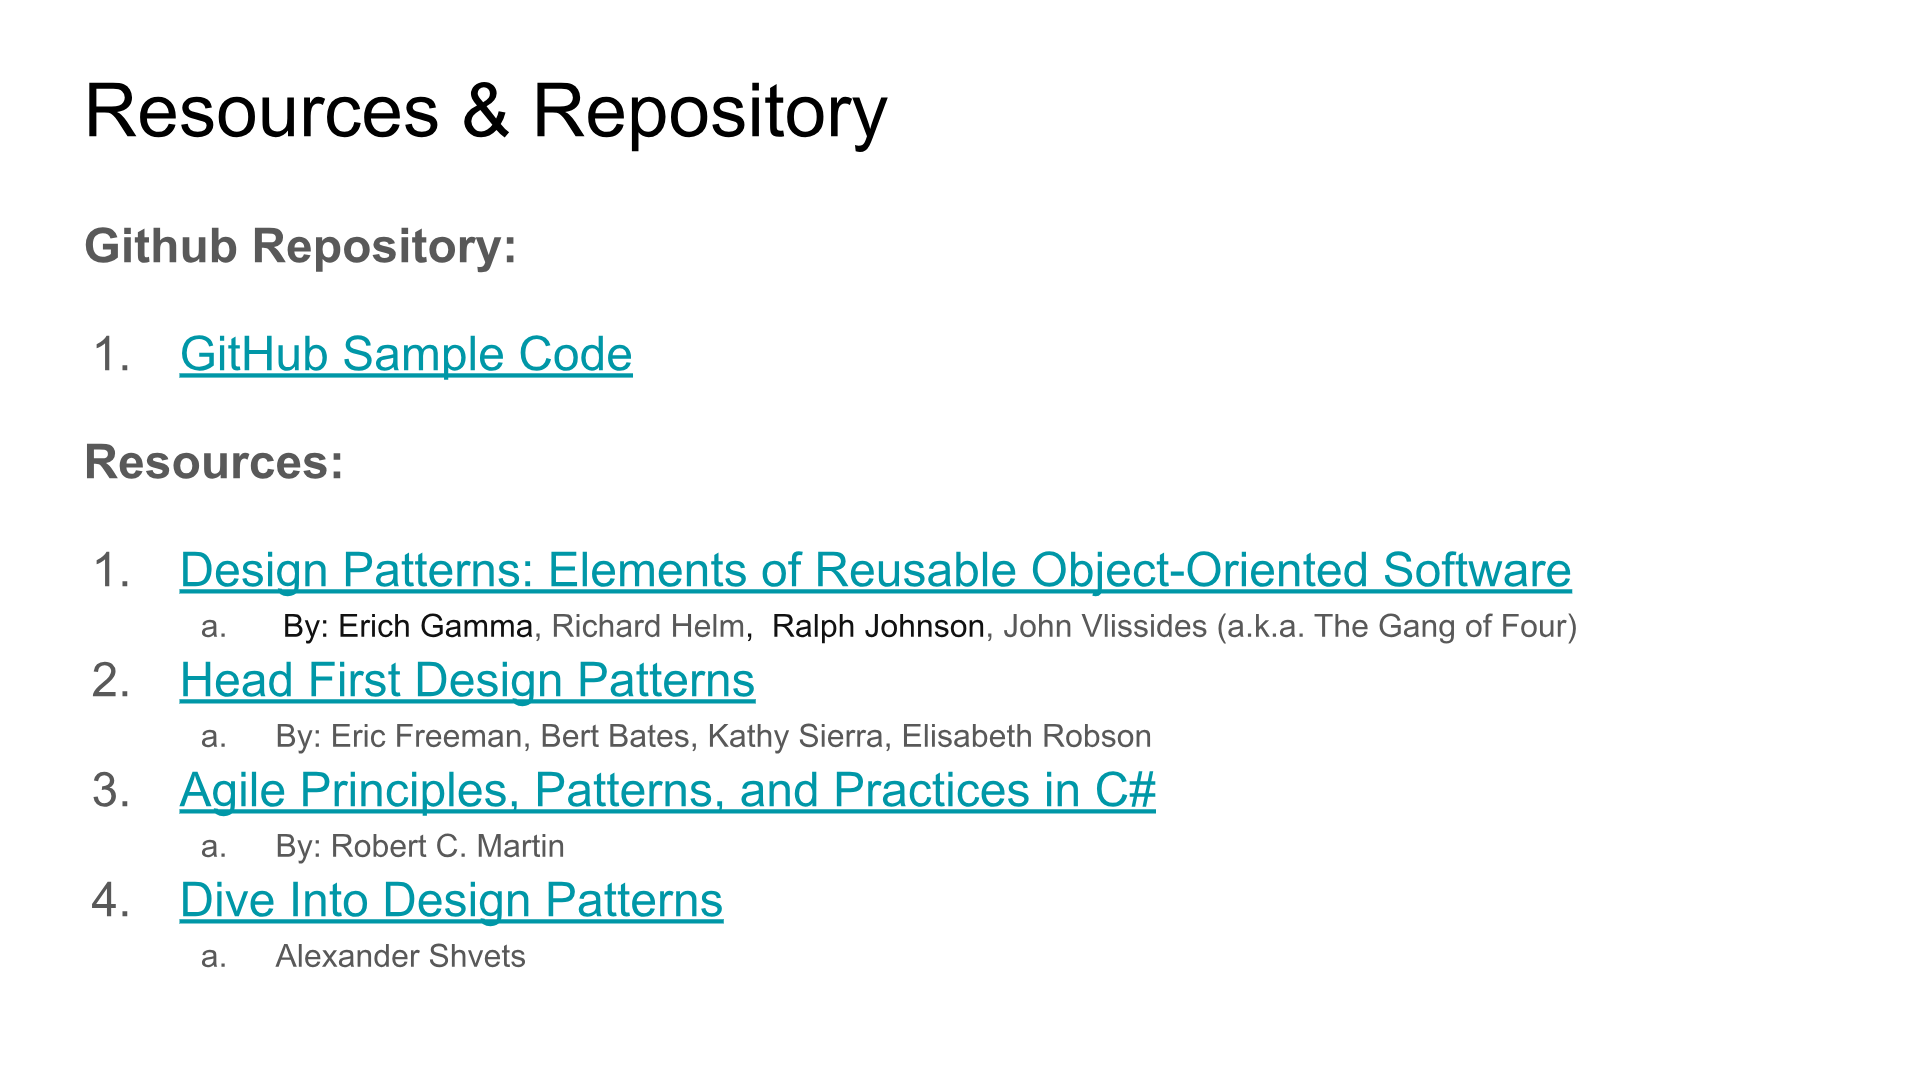 Resources & Repository
Github Repository:
1. GitHub Sample Code
Resources:
1. Design Patterns: Elements of Reusable Object-Oriented Software
a. By: Erich Gamma, Richard Helm,  Ralph Johnson, John Vlissides (a.k.a. The Gang of Four)
2. Head First Design Patterns
a. By: Eric Freeman, Bert Bates, Kathy Sierra, Elisabeth Robson
3. Agile Principles, Patterns, and Practices in C#
a. By: Robert C. Martin
4. Dive Into Design Patterns
a. Alexander Shvets